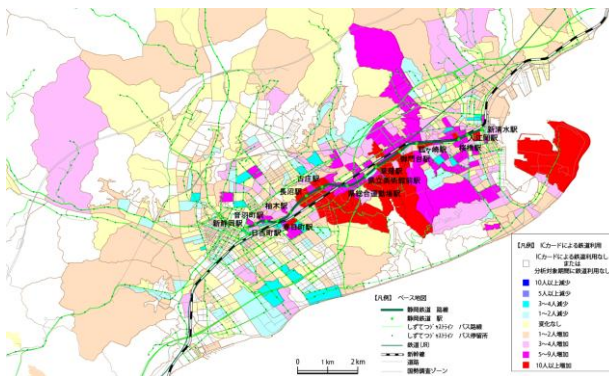 新清水駅
入江岡駅
桜橋駅
狐ヶ崎駅
御門台駅
草薙駅
県立美術館前駅
県総合運動場駅
古庄駅
長沼駅
柚木駅
音羽町駅
春日町駅
新静岡駅
日吉町駅
【凡例】 ベース地図
静岡鉄道 路線
静岡鉄道 駅
しずてつジャストライン バス路線
しずてつジャストライン バス停留所
鉄道(JR)
新幹線
道路
国勢調査ゾーン
0 1 km 2 km
【凡例】 ICカードによる鉄道利用
ICカードによる鉄道利用なし
または
分析対象期間に鉄道利用なし
10人以上減少
5人以上減少
3～4人減少
1～2人減少
変化なし
1～2人増加
3～4人増加
5～9人増加
10人以上増加